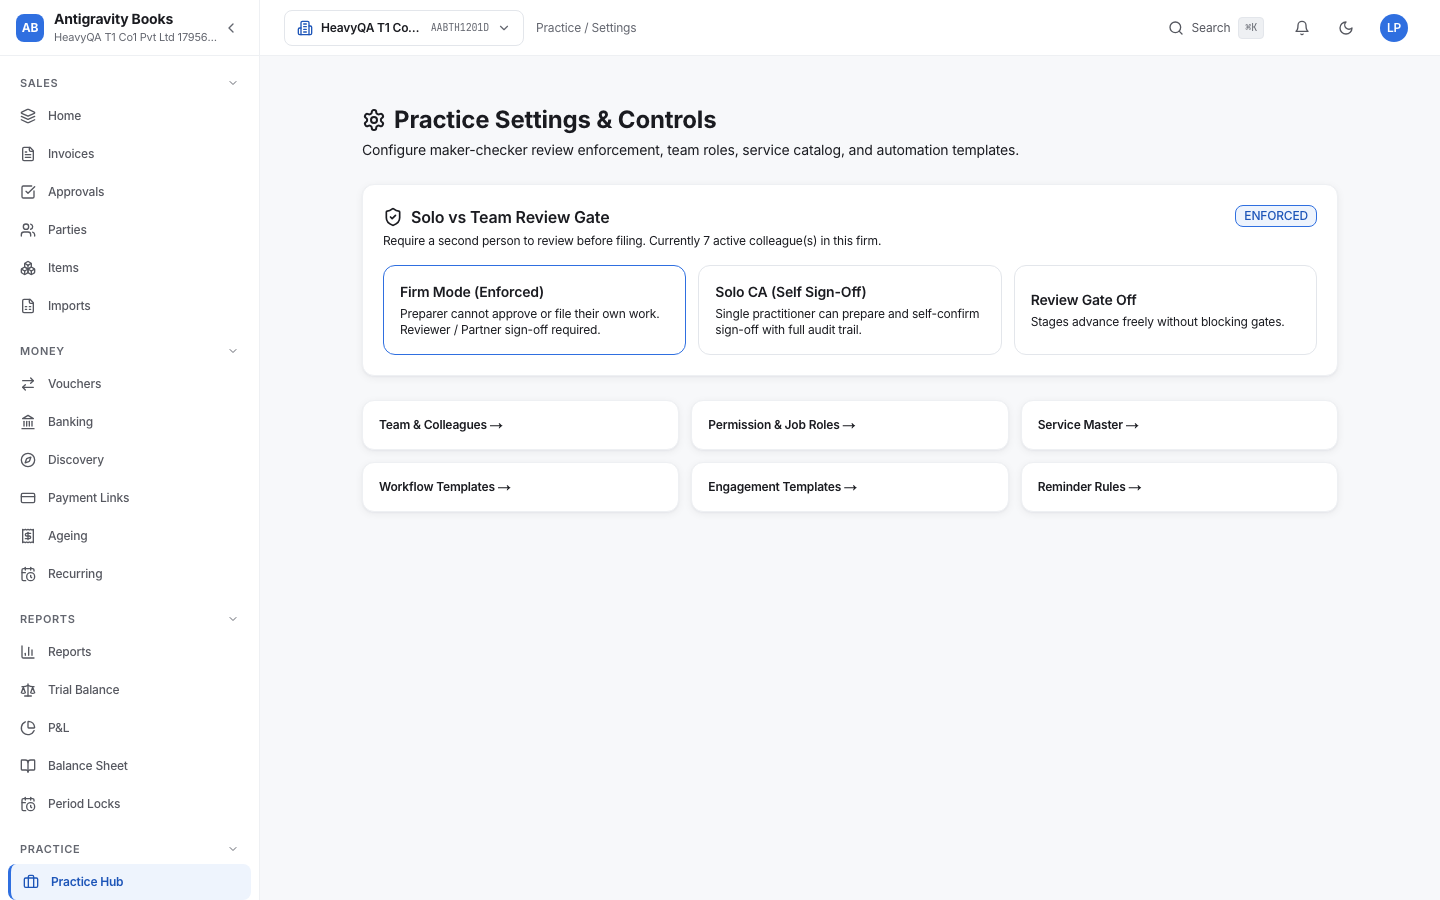 AB
Antigravity Books
HeavyQA T1 Co1 Pvt Ltd 17956...
SALES
Home
Invoices
Approvals
Parties
Items
Imports
MONEY
Vouchers
Banking
Discovery
Payment Links
Ageing
Recurring
REPORTS
Reports
Trial Balance
P&L
Balance Sheet
Period Locks
PRACTICE
Practice Hub
HeavyQA T1 Co... AABTH1201D
Practice / Settings
Search ⌘K
LP
Practice Settings & Controls
Configure maker-checker review enforcement, team roles, service catalog, and automation templates.
Solo vs Team Review Gate
ENFORCED
Require a second person to review before filing. Currently 7 active colleague(s) in this firm.
Firm Mode (Enforced)
Preparer cannot approve or file their own work.
Reviewer / Partner sign-off required.
Solo CA (Self Sign-Off)
Single practitioner can prepare and self-confirm
sign-off with full audit trail.
Review Gate Off
Stages advance freely without blocking gates.
Team & Colleagues →
Permission & Job Roles →
Service Master →
Workflow Templates →
Engagement Templates →
Reminder Rules →